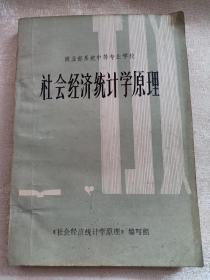 商业部系统中等专业学校
社会经济统计学原理
TJX
《社会经济统计学原理》编写组